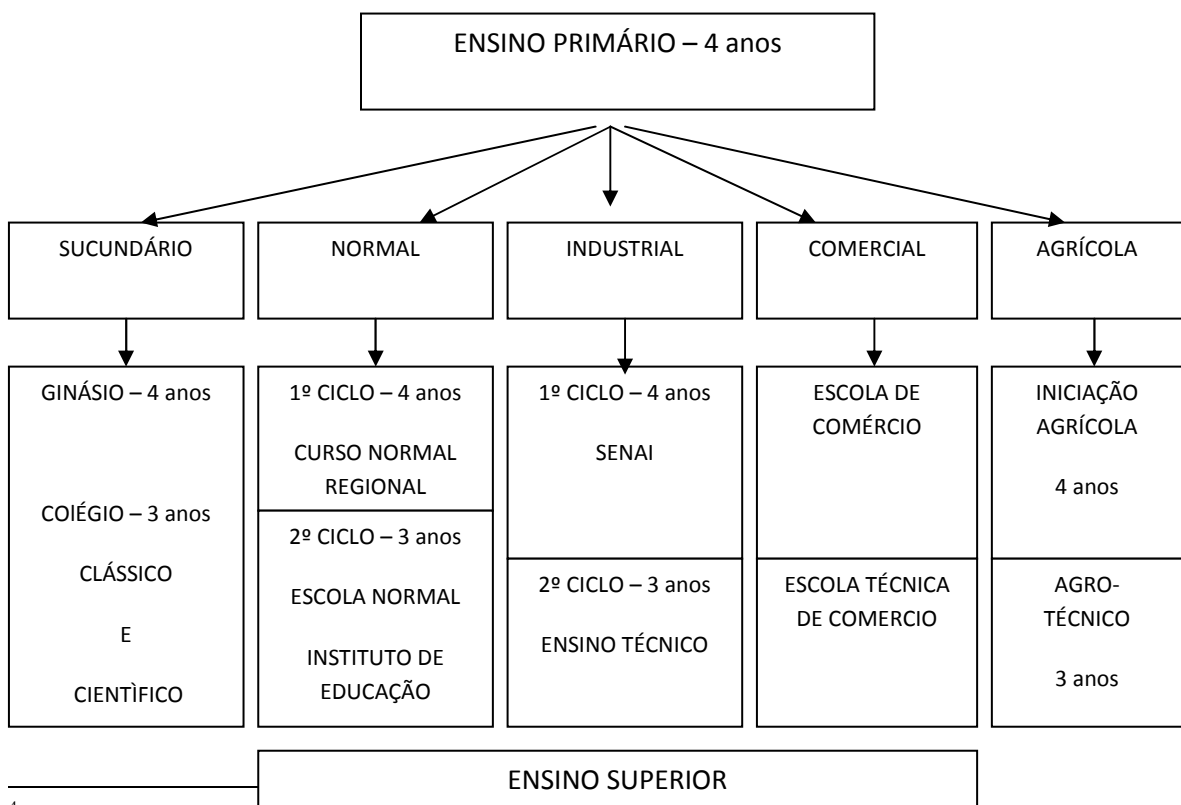 ENSINO PRIMÁRIO – 4 anos
SUCUNDÁRIO
NORMAL
INDUSTRIAL
COMERCIAL
AGRÍCOLA
GINÁSIO – 4 anos
COlÉGIO – 3 anos
CLÁSSICO
E
CIENTÌFICO
1º CICLO – 4 anos
CURSO NORMAL
REGIONAL
2º CICLO – 3 anos
ESCOLA NORMAL
INSTITUTO DE
EDUCAÇÃO
1º CICLO – 4 anos
SENAI
2º CICLO – 3 anos
ENSINO TÉCNICO
ESCOLA DE
COMÉRCIO
ESCOLA TÉCNICA
DE COMERCIO
INICIAÇÃO
AGRÍCOLA
4 anos
AGRO-
TÉCNICO
3 anos
ENSINO SUPERIOR